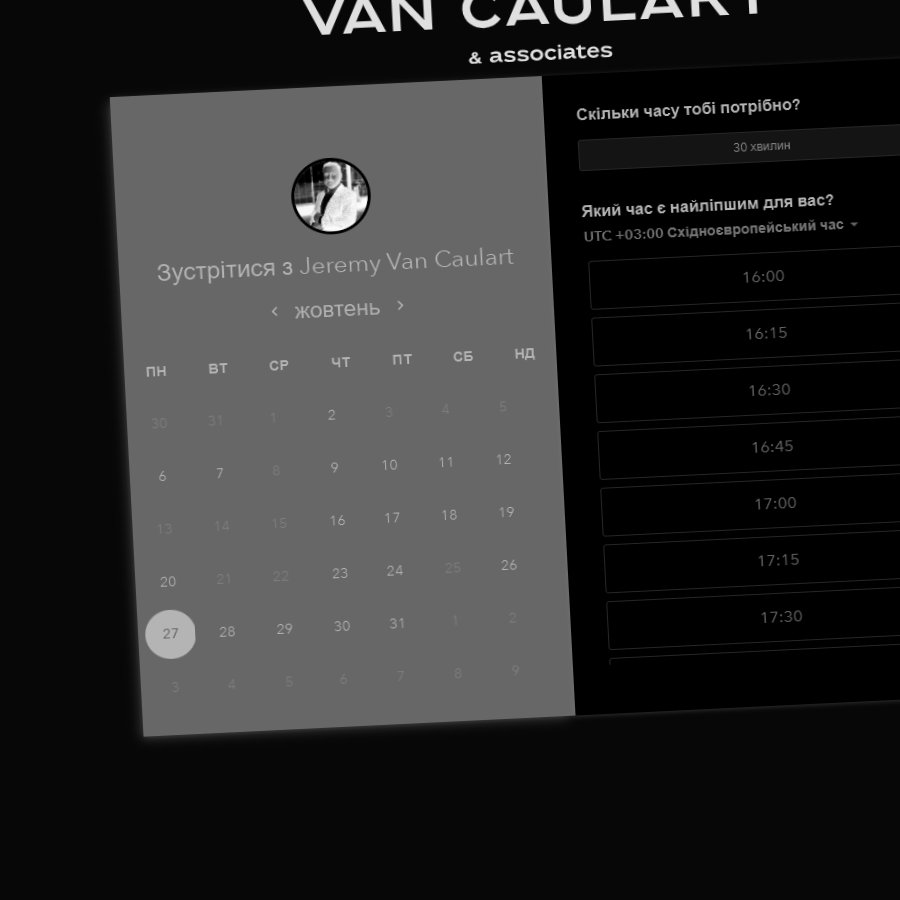 VAN CAULART
& associates
Зустрітися з Jeremy Van Caulart
жовтень
ПН ВТ СР ЧТ ПТ СБ НД
30 31 1 2 3 4 5
6 7 8 9 10 11 12
13 14 15 16 17 18 19
20 21 22 23 24 25 26
27 28 29 30 31 1 2
3 4 5 6 7 8 9
Скільки часу тобі потрібно?
30 хвилин
Який час є найліпшим для вас?
UTC +03:00 Східноєвропейський час
16:00
16:15
16:30
16:45
17:00
17:15
17:30